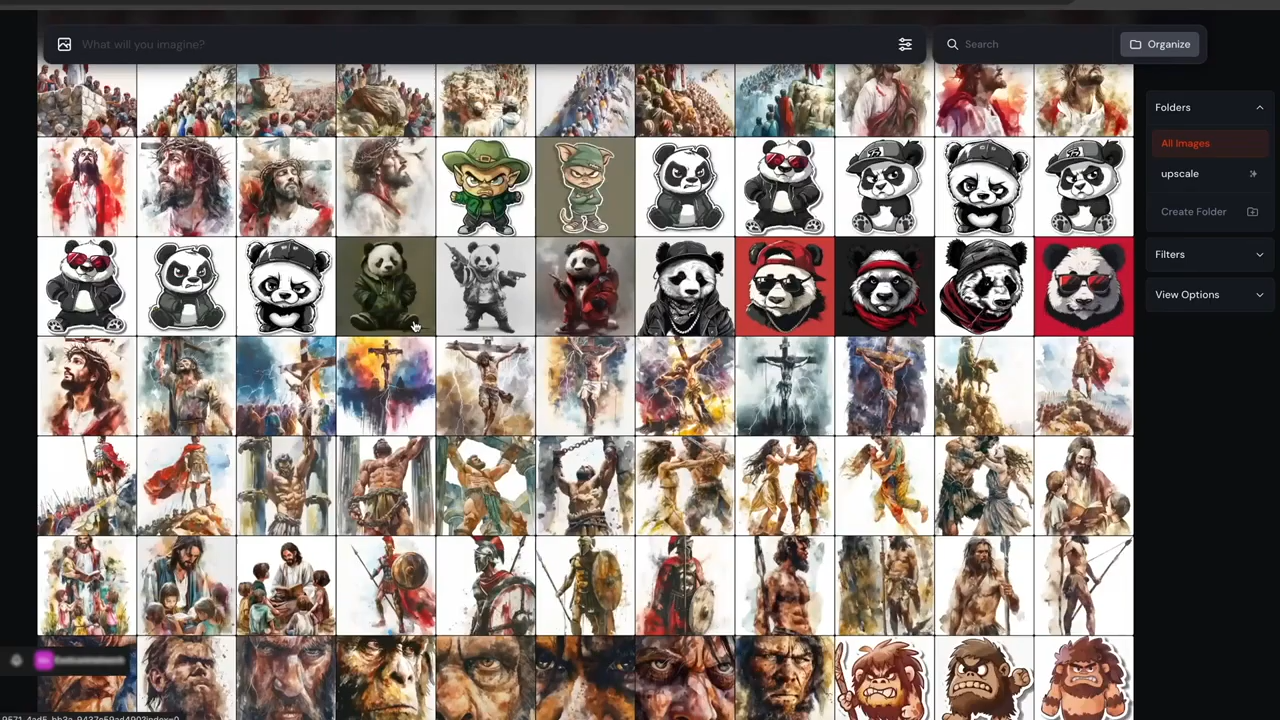 What will you imagine?
Search
Organize
Folders
All Images
upscale
Create Folder
Filters
View Options